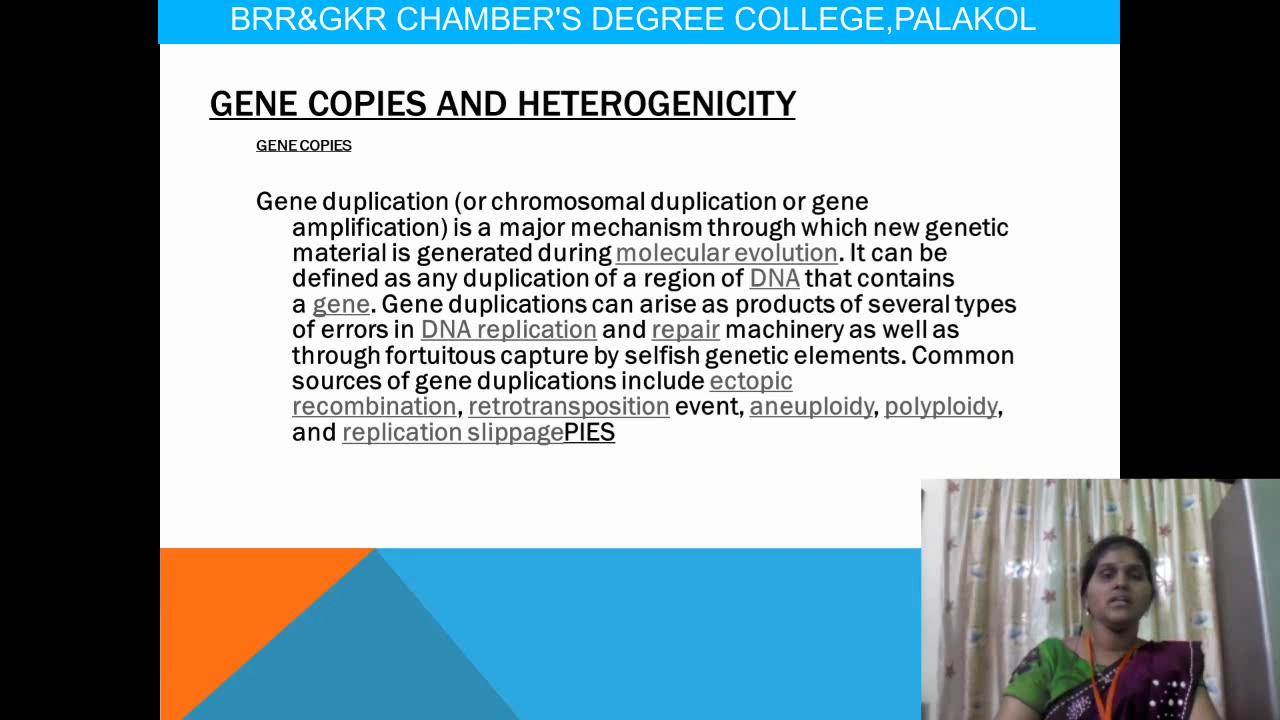 BRR&GKR CHAMBER'S DEGREE COLLEGE,PALAKOL
GENE COPIES AND HETEROGENICITY
GENE COPIES
Gene duplication (or chromosomal duplication or gene
amplification) is a major mechanism through which new genetic
material is generated during molecular evolution. It can be
defined as any duplication of a region of DNA that contains
a gene. Gene duplications can arise as products of several types
of errors in DNA replication and repair machinery as well as
through fortuitous capture by selfish genetic elements. Common
sources of gene duplications include ectopic
recombination, retrotransposition event, aneuploidy, polyploidy,
and replication slippagePIES